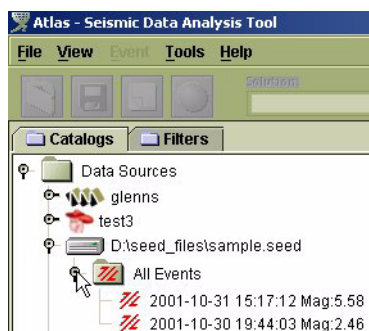 Atlas - Seismic Data Analysis Tool
File View Event Tools Help
Solution:
Catalogs Filters
Data Sources
glenns
test3
D:\seed_files\sample.seed
All Events
2001-10-31 15:17:12 Mag:5.58
2001-10-30 19:44:03 Mag:2.46